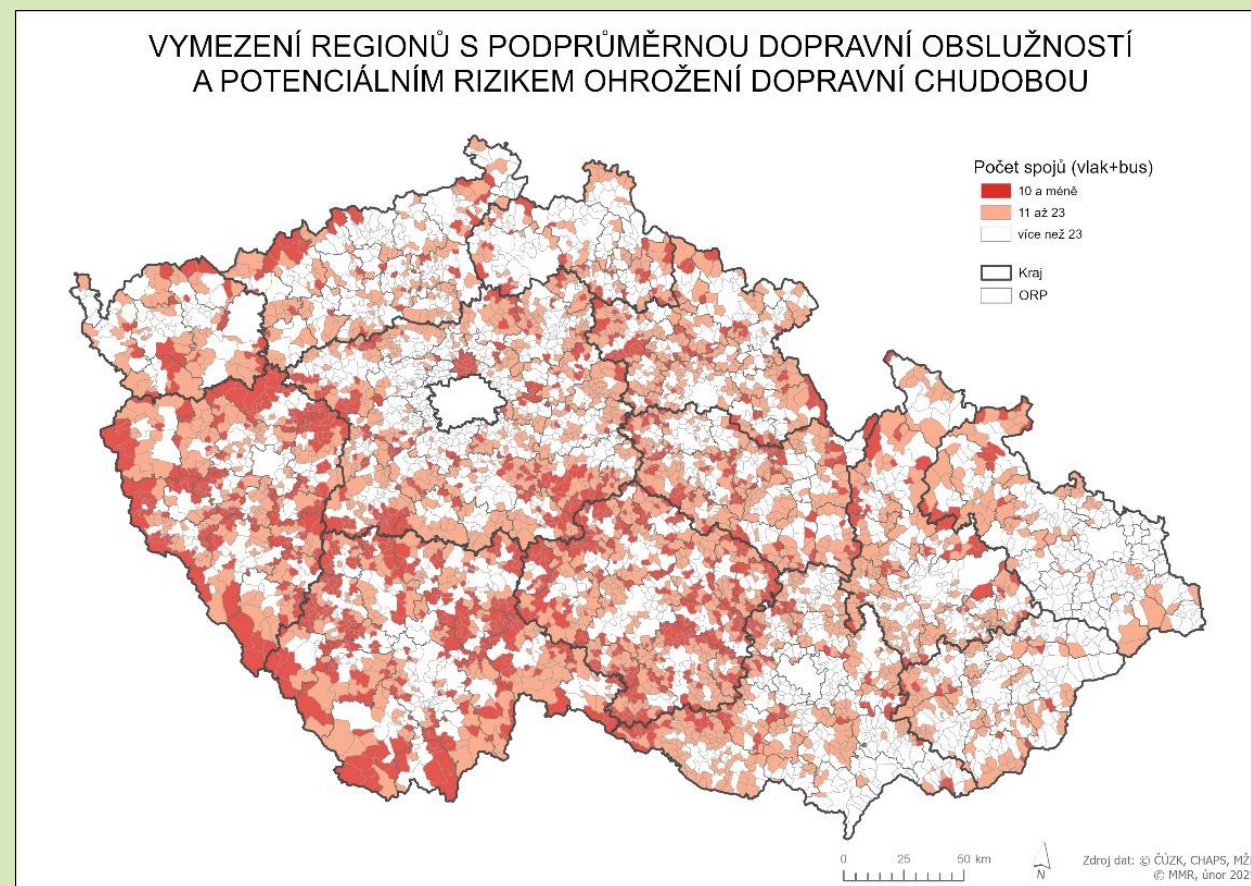 VYMEZENÍ REGIONŮ S PODPRŮMĚRNOU DOPRAVNÍ OBSLUŽNOSTÍ
A POTENCIÁLNÍM RIZIKEM OHROŽENÍ DOPRAVNÍ CHUDOBOU
Počet spojů (vlak+bus)
10 a méně
11 až 23
více než 23
Kraj
ORP
0 25 50 km
N
Zdroj dat: © ČÚZK, CHAPS,
© MMR, únor